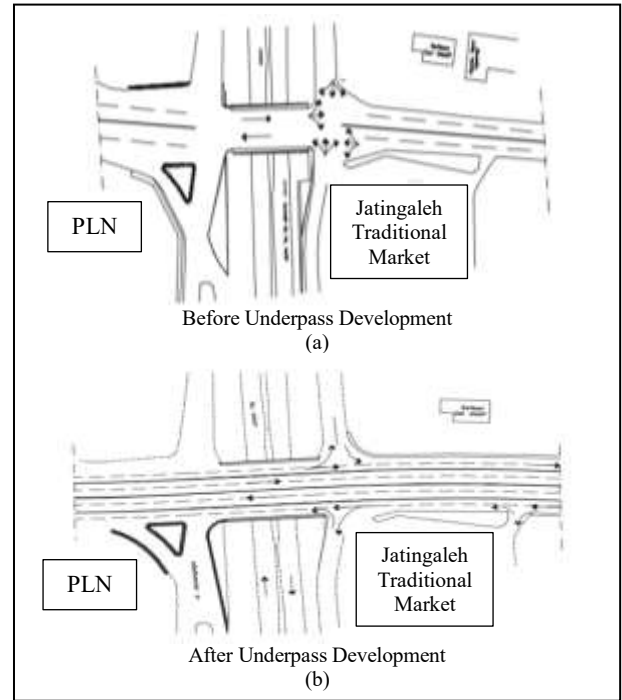 PLN
Jatingaleh
Traditional
Market
Before Underpass Development
(a)
PLN
Jatingaleh
Traditional
Market
After Underpass Development
(b)